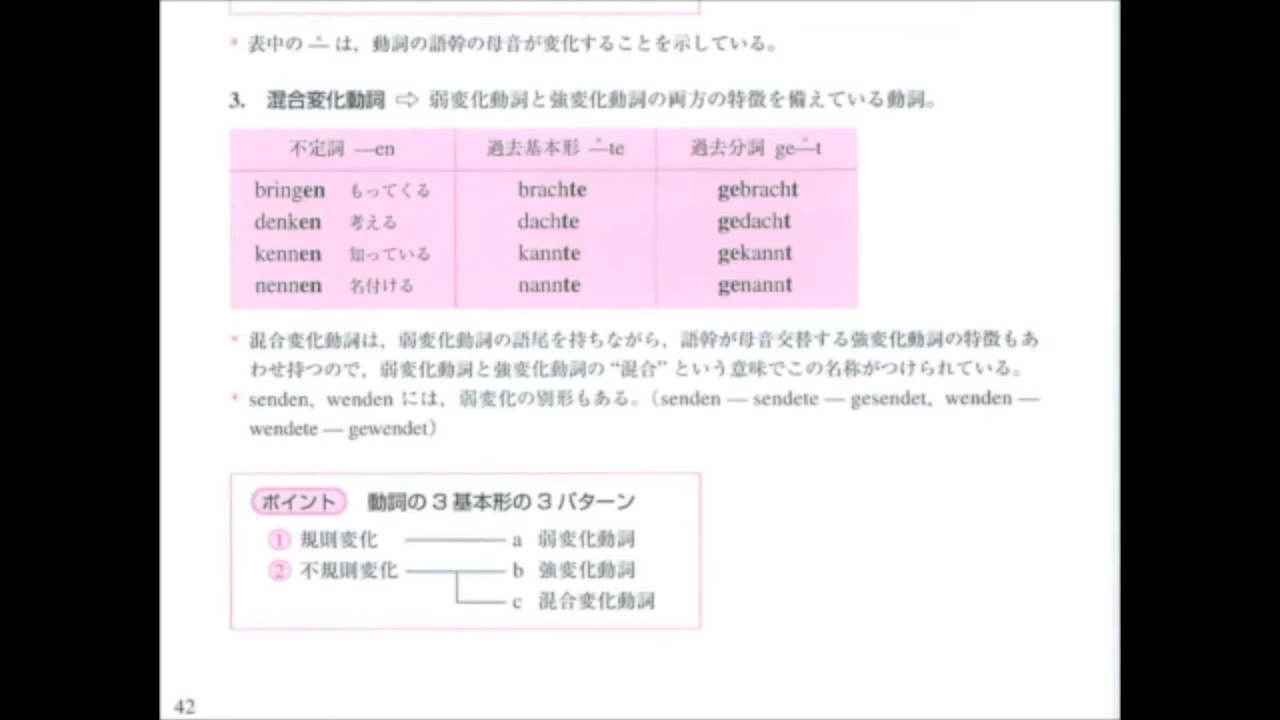 * 表中の —* は，動詞の語幹の母音が変化することを示している。
3. 混合変化動詞 ⇨ 弱変化動詞と強変化動詞の両方の特徴を備えている動詞。
不定詞 —en 過去基本形 —*te 過去分詞 ge—*t
bringen もってくる brachte gebracht
denken 考える dachte gedacht
kennen 知っている kannte gekannt
nennen 名付ける nannte genannt
* 混合変化動詞は，弱変化動詞の語尾を持ちながら，語幹が母音交替する強変化動詞の特徴もあ
わせ持つので，弱変化動詞と強変化動詞の“混合”という意味でこの名称がつけられている。
* senden，wenden には，弱変化の別形もある。（senden — sendete — gesendet，wenden —
wendete — gewendet）
ポイント 動詞の3基本形の3パターン
① 規則変化 a 弱変化動詞
② 不規則変化 b 強変化動詞
c 混合変化動詞
42